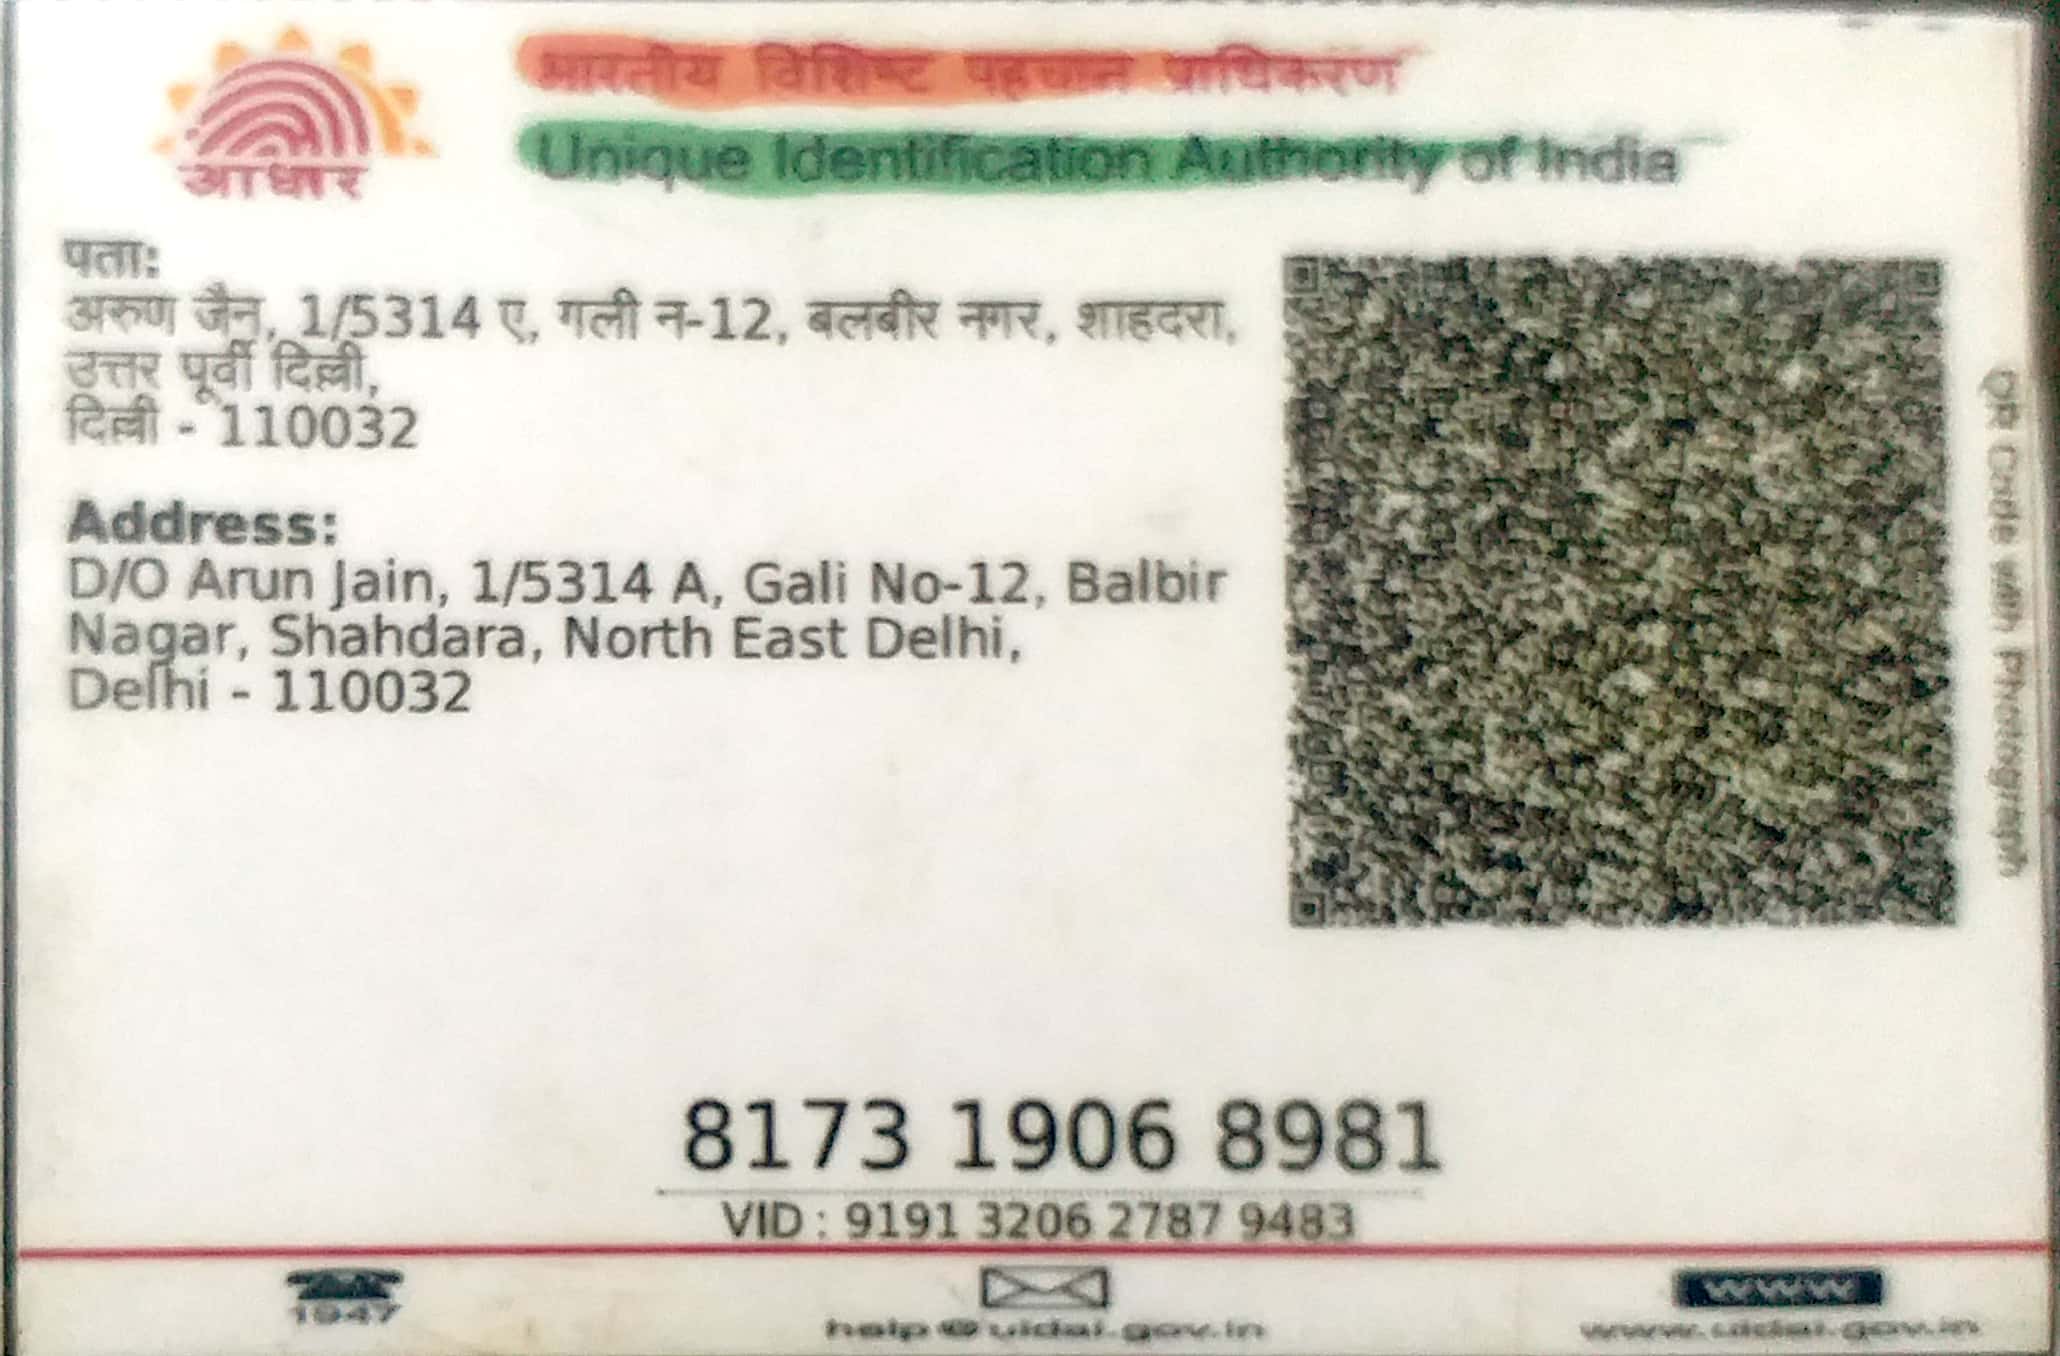 आधार
भारतीय विशिष्ट पहचान प्राधिकरण
Unique Identification Authority of India
पता:
अरुण जैन, 1/5314 ए, गली न-12, बलबीर नगर, शाहदरा,
उत्तर पूर्वी दिल्ली,
दिल्ली - 110032
Address:
D/O Arun Jain, 1/5314 A, Gali No-12, Balbir
Nagar, Shahdara, North East Delhi,
Delhi - 110032
QR Code with Photograph
8173 1906 8981
VID : 9191 3206 2787 9483
1947
help@uidai.gov.in
www
www.uidai.gov.in